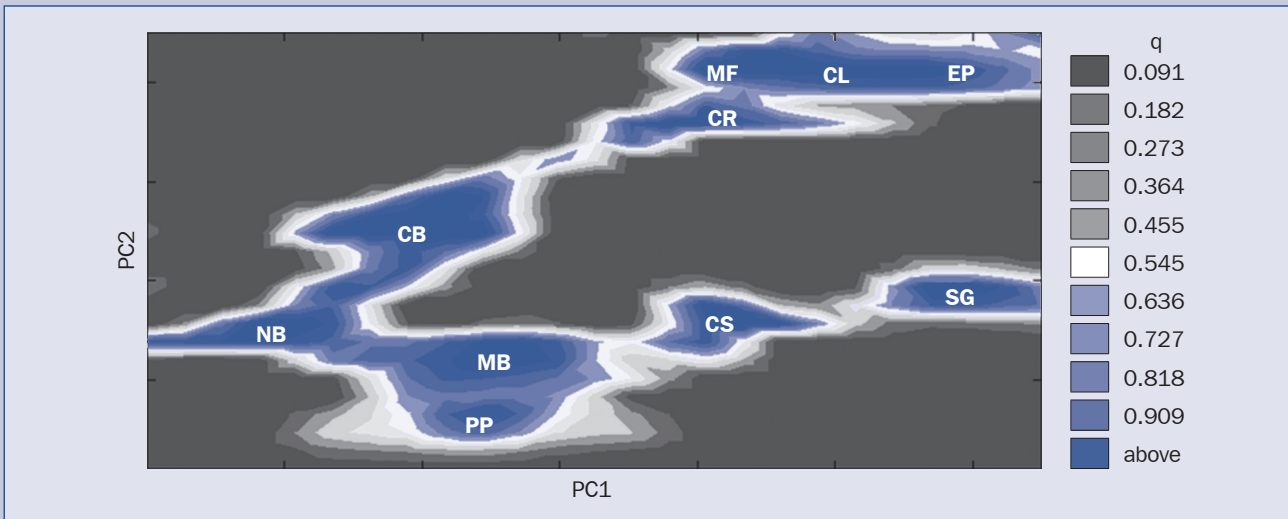 q
0.091
0.182
0.273
0.364
0.455
0.545
0.636
0.727
0.818
0.909
above
MF CL EP
CR
CB
SG
CS
NB
MB
PP
PC2
PC1